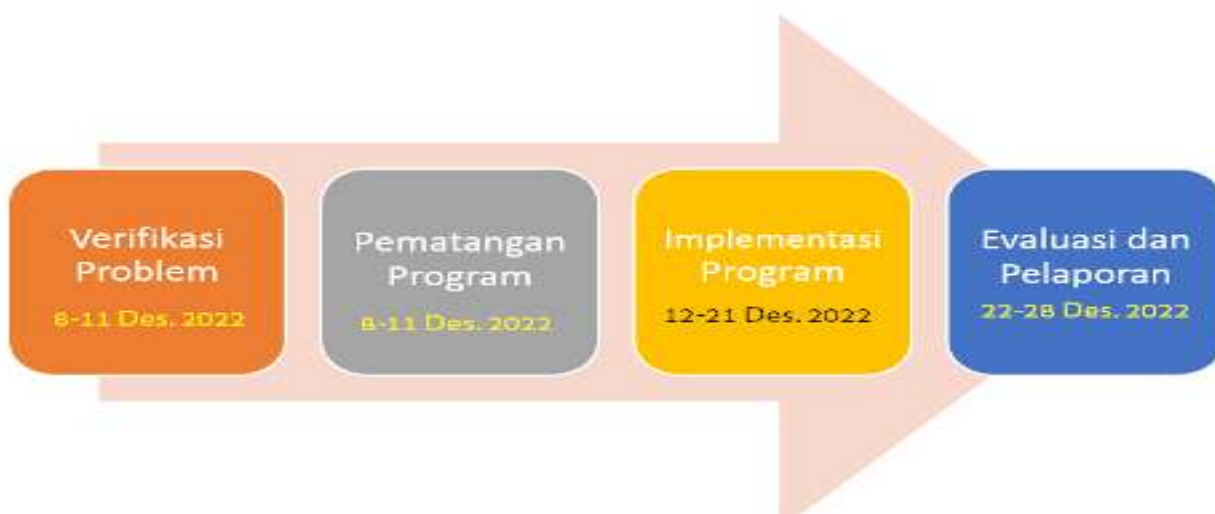 Verifikasi
Problem
8-11 Des. 2022
Pematangan
Program
8-11 Des. 2022
Implementasi
Program
12-21 Des. 2022
Evaluasi dan
Pelaporan
22-28 Des. 2022